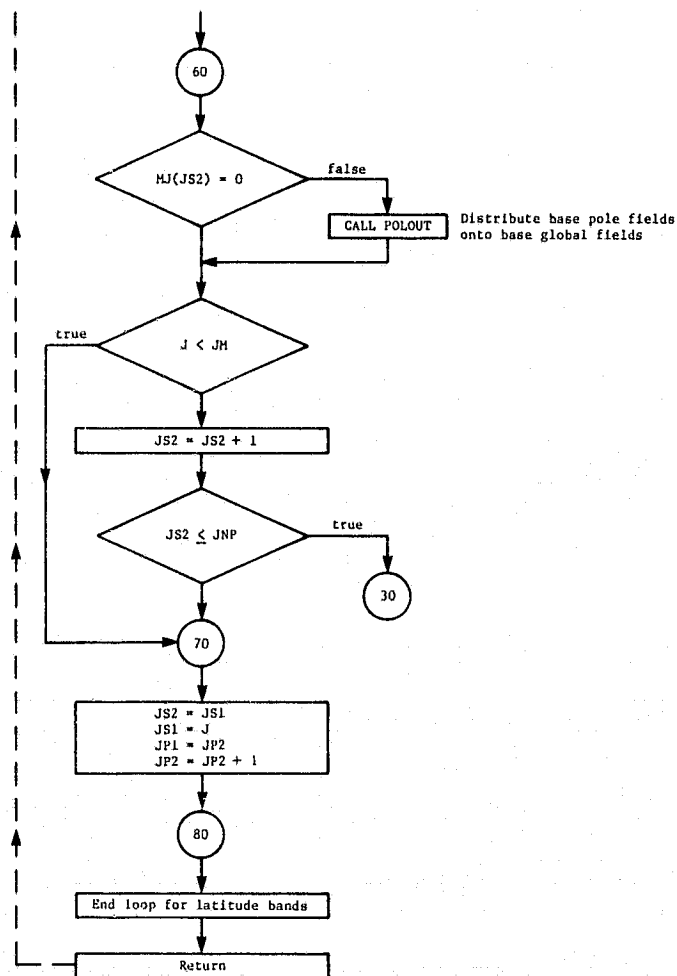 60
MJ(JS2) = 0
false
CALL POLOUT
Distribute base pole fields
onto base global fields
true
J < JM
JS2 = JS2 + 1
JS2 ≤ JNP
true
30
70
JS2 = JS1
JS1 = J
JP1 = JP2
JP2 = JP2 + 1
80
End loop for latitude bands
Return